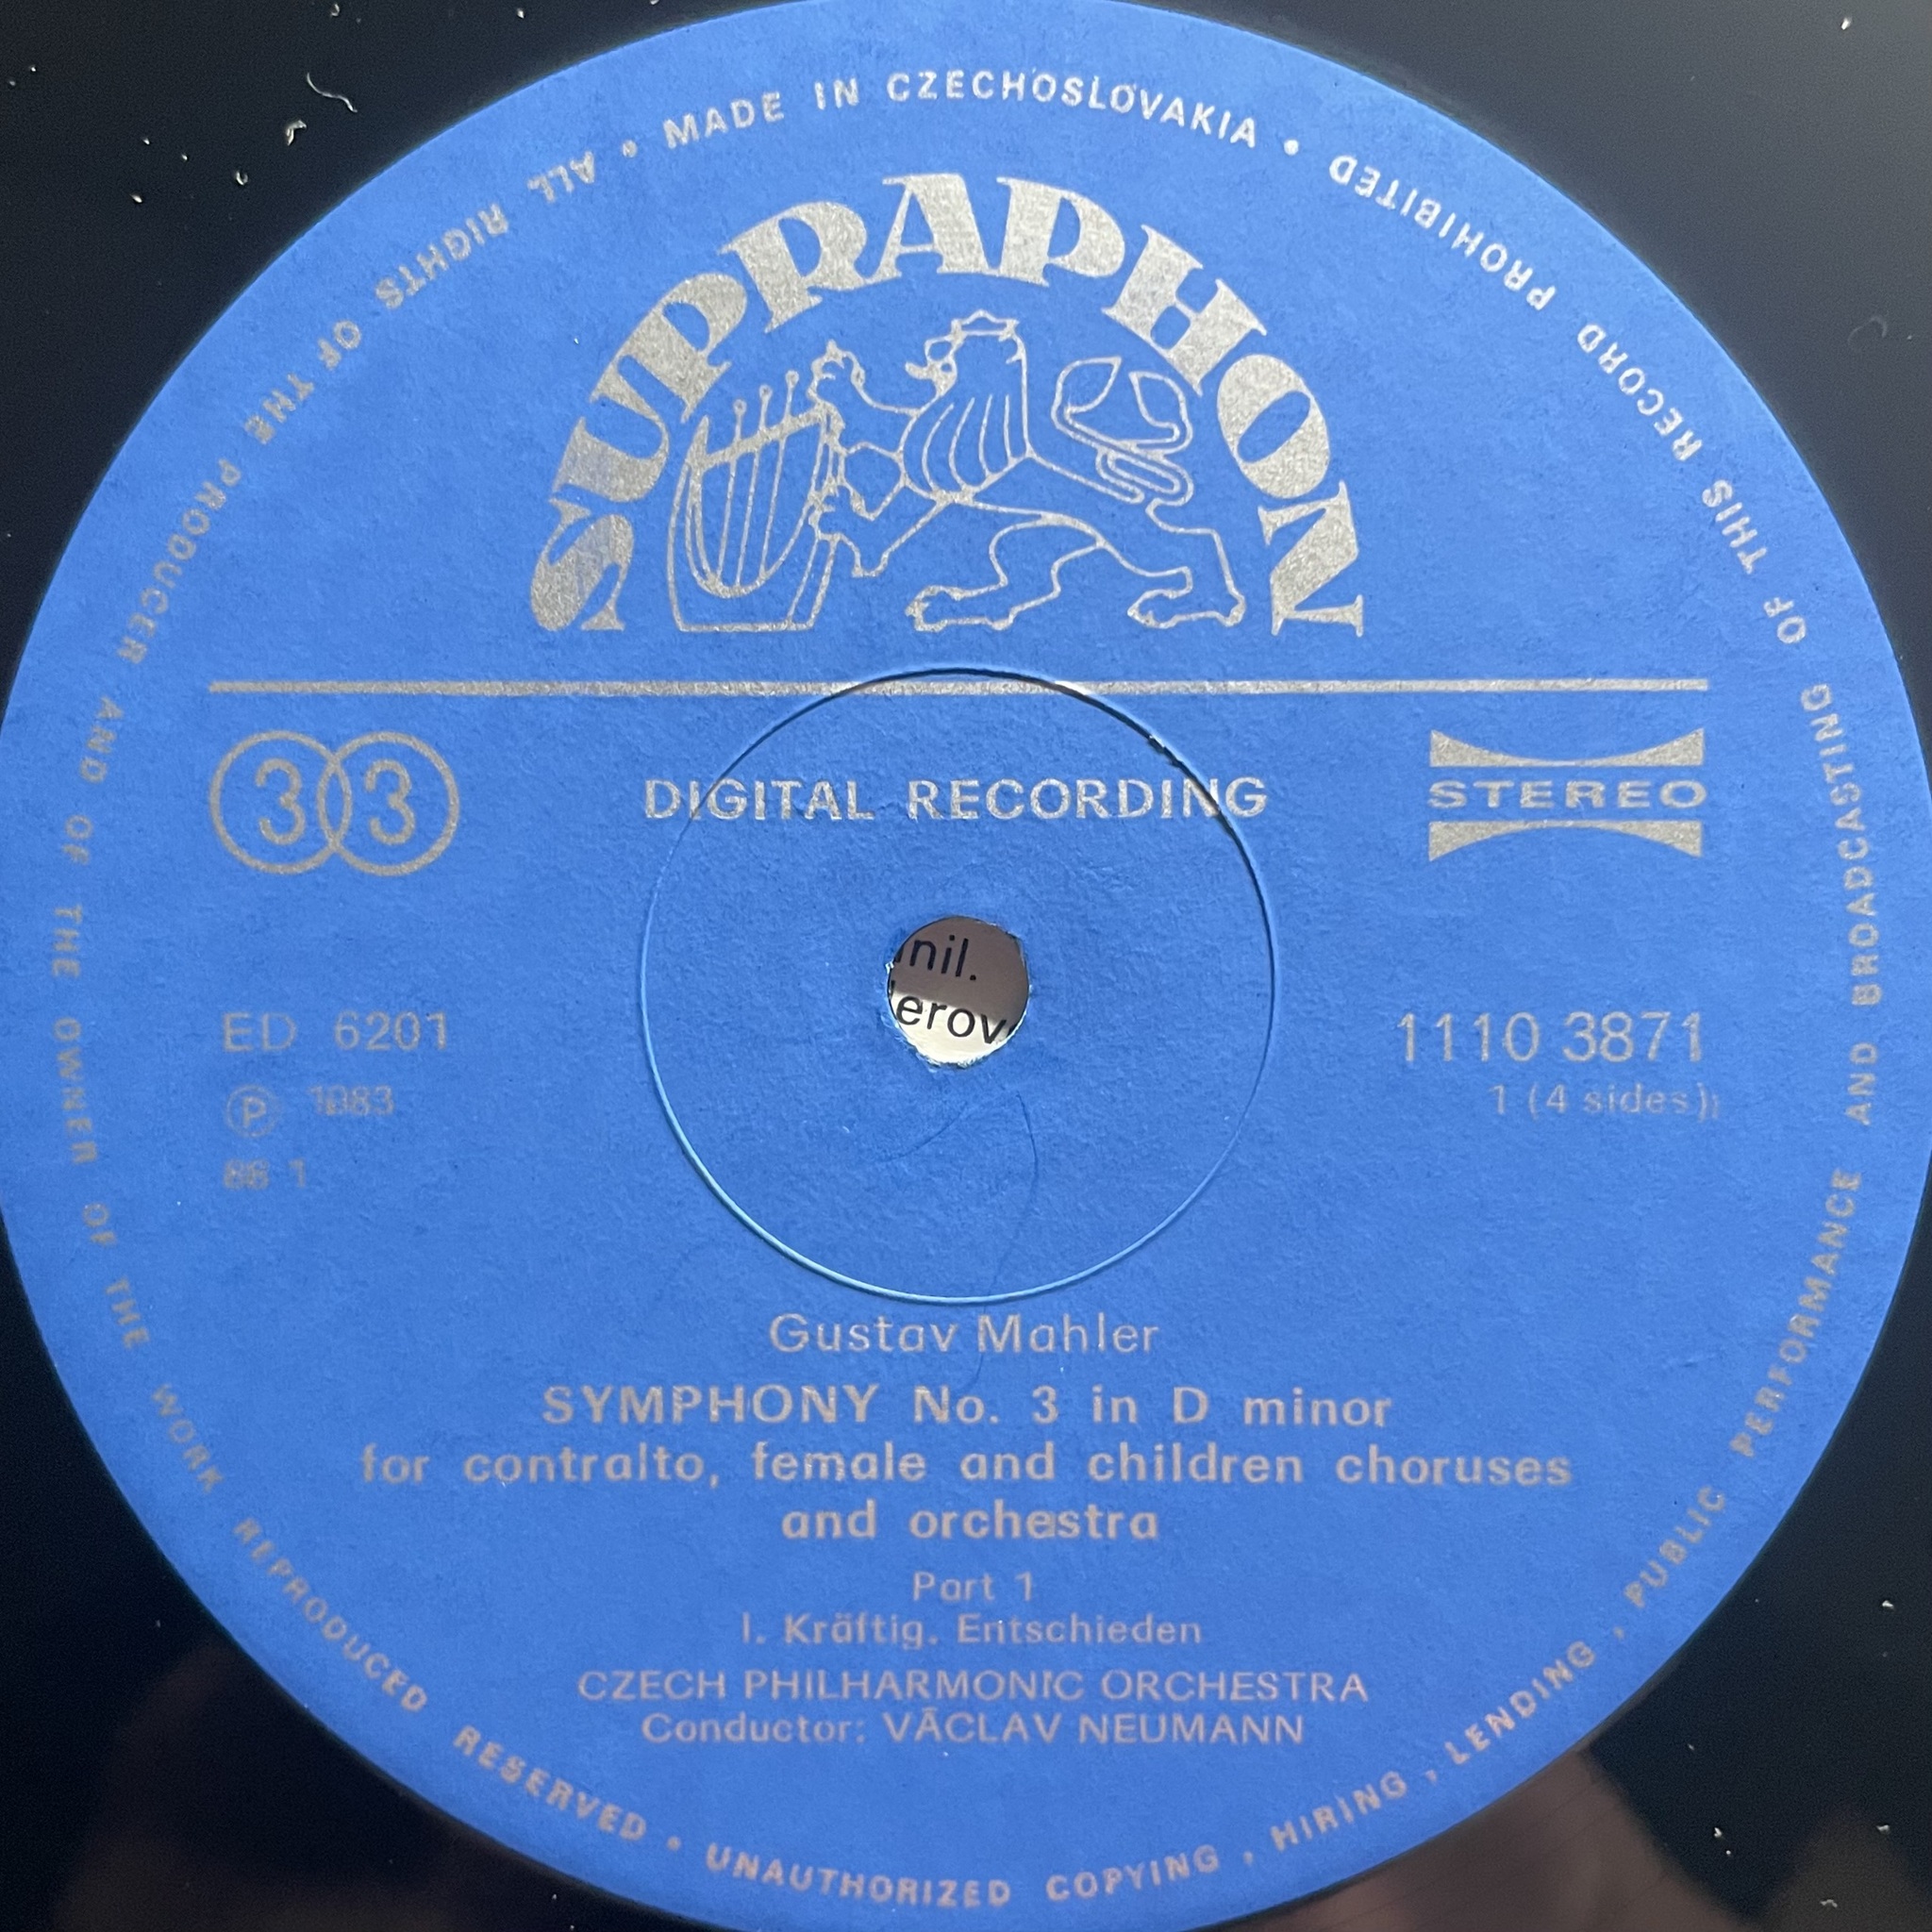 MADE IN CZECHOSLOVAKIA • PROHIBITED
SUPRAPHON
33
DIGITAL RECORDING
STEREO
nil.
erov
ED 6201
1110 3871
Ⓟ 1983
1 (4 sides)
1
Gustav Mahler
SYMPHONY No. 3 in D minor
for contralto, female and children choruses
and orchestra
Part 1
I. Kräftig. Entschieden
CZECH PHILHARMONIC ORCHESTRA
Conductor: VÁCLAV NEUMANN
ALL RIGHTS OF THE PRODUCER AND OF THE OWNER OF THE WORK REPRODUCED RESERVED • UNAUTHORIZED COPYING, HIRING, LENDING, PUBLIC PERFORMANCE AND BROADCASTING OF THIS RECORD